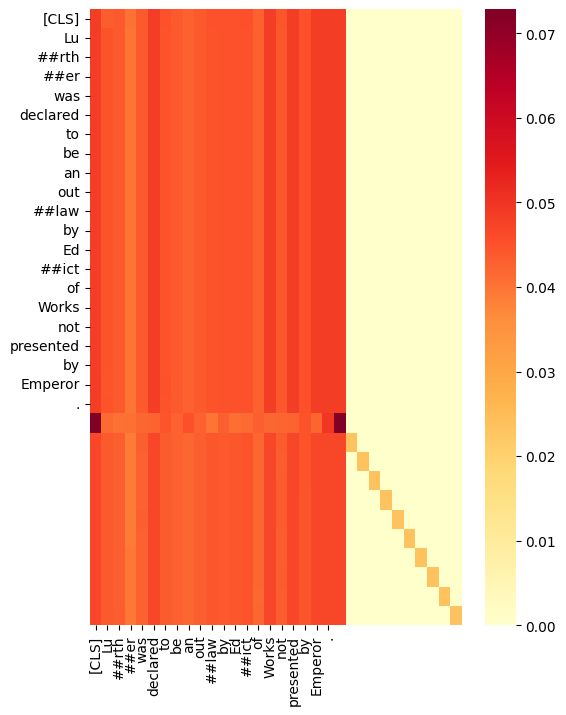 [CLS]
Lu
##rth
##er
was
declared
to
be
an
out
##law
by
Ed
##ict
of
Works
not
presented
by
Emperor
.
0.07
0.06
0.05
0.04
0.03
0.02
0.01
0.00
[CLS]
Lu
##rth
##er
was
declared
to
be
an
out
##law
by
Ed
##ict
of
Works
not
presented
by
Emperor
.